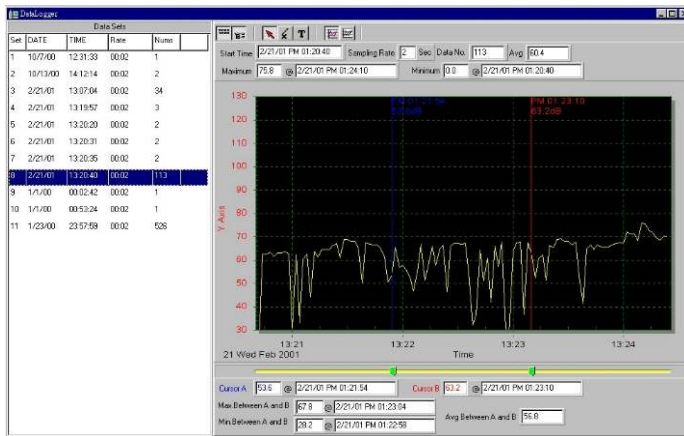 DataLogger
Data Sets
Set DATE TIME Rate Nums
1 10/7/00 12:31:33 00:02 1
2 10/13/00 14:12:14 00:02 2
3 2/21/01 13:07:04 00:02 34
4 2/21/01 13:19:57 00:02 3
5 2/21/01 13:20:20 00:02 2
6 2/21/01 13:20:31 00:02 2
7 2/21/01 13:20:35 00:02 2
8 2/21/01 13:20:40 00:02 113
9 1/1/00 00:02:42 00:02 1
10 1/1/00 00:53:24 00:02 1
11 1/23/00 23:57:59 00:02 526
T
Start Time 2/21/01 PM 01:20:40 Sampling Rate 2 Sec Data No. 113 Avg 60.4
Maximum 75.8 @ 2/21/01 PM 01:24:10 Minimum 0.0 @ 2/21/01 PM 01:20:40
PM 01:21:54 PM 01:23:10
53.6dB 63.2dB
130
120
110
100
90
80
70
60
50
40
30
Y Axis
13:21 13:22 13:23 13:24
21 Wed Feb 2001 Time
Cursor A 53.6 @ 2/21/01 PM 01:21:54 Cursor B 63.2 @ 2/21/01 PM 01:23:10
Max.Between A and B 67.8 @ 2/21/01 PM 01:23:04
Min.Between A and B 28.2 @ 2/21/01 PM 01:22:58
Avg Between A and B 56.8